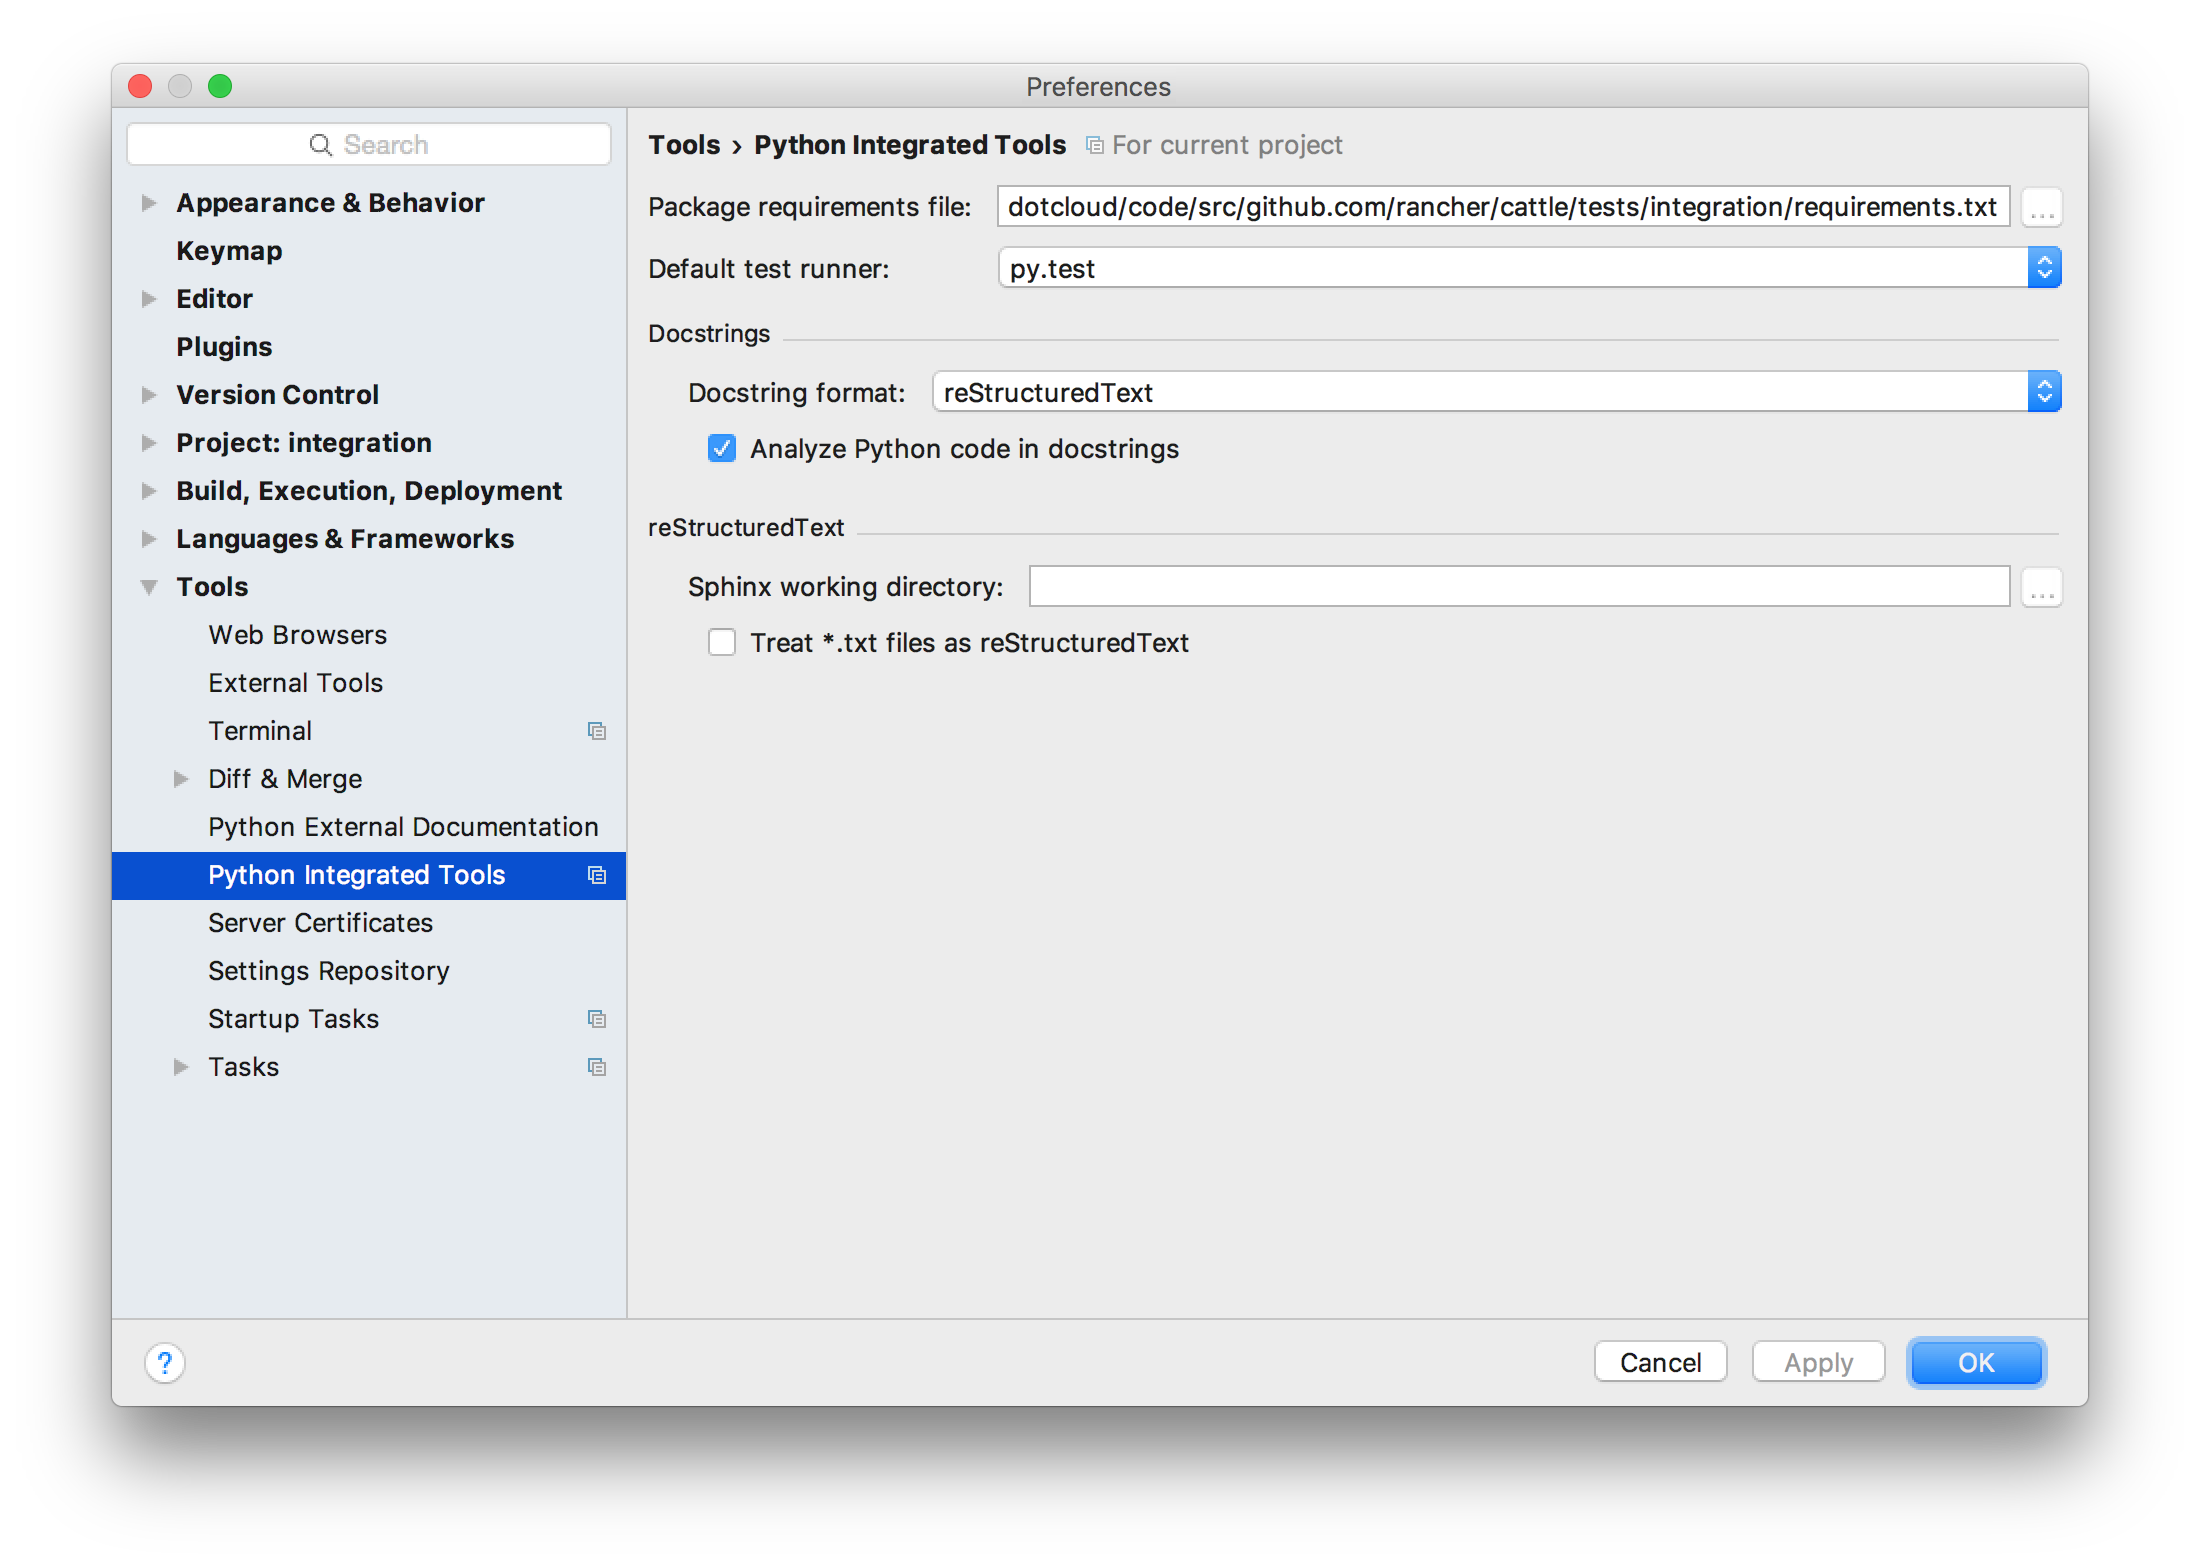 Preferences
Search
Appearance & Behavior
Keymap
Editor
Plugins
Version Control
Project: integration
Build, Execution, Deployment
Languages & Frameworks
Tools
Web Browsers
External Tools
Terminal
Diff & Merge
Python External Documentation
Python Integrated Tools
Server Certificates
Settings Repository
Startup Tasks
Tasks
Tools › Python Integrated Tools For current project
Package requirements file: dotcloud/code/src/github.com/rancher/cattle/tests/integration/requirements.txt ...
Default test runner: py.test
Docstrings
Docstring format: reStructuredText
Analyze Python code in docstrings
reStructuredText
Sphinx working directory: ...
Treat *.txt files as reStructuredText
? Cancel Apply OK